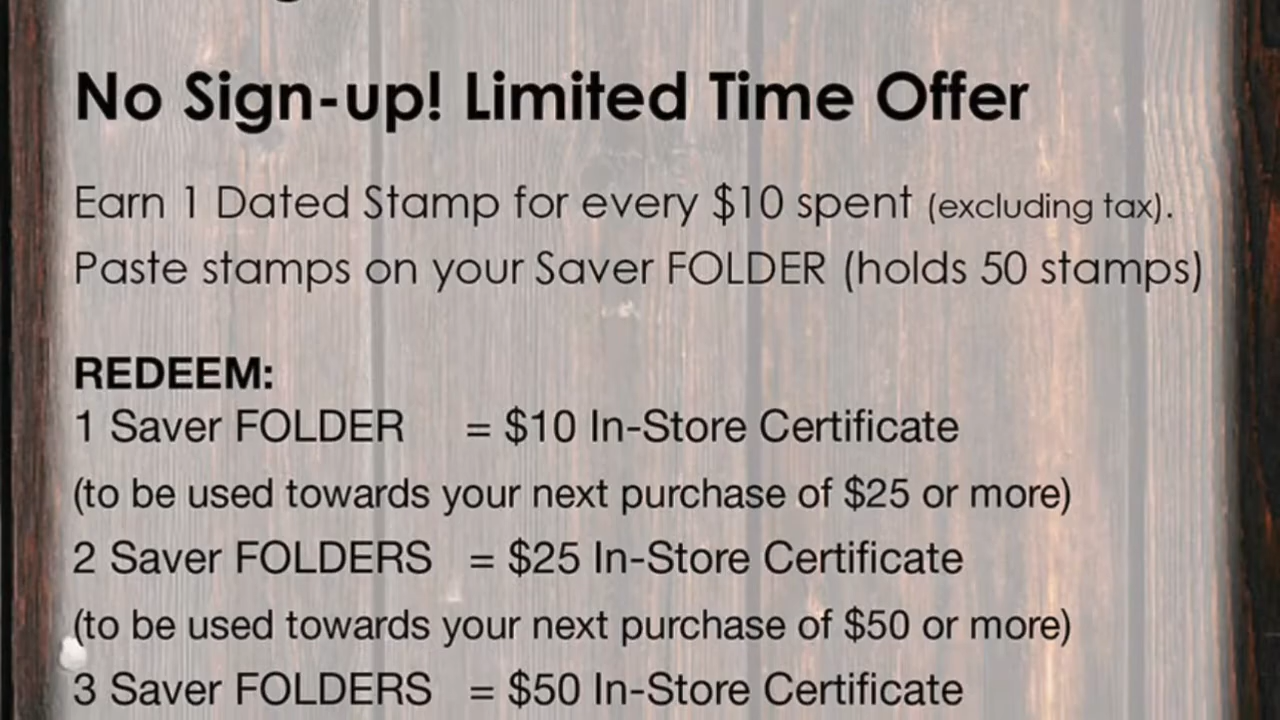 No Sign-up! Limited Time Offer
Earn 1 Dated Stamp for every $10 spent (excluding tax).
Paste stamps on your Saver FOLDER (holds 50 stamps)
REDEEM:
1 Saver FOLDER = $10 In-Store Certificate
(to be used towards your next purchase of $25 or more)
2 Saver FOLDERS = $25 In-Store Certificate
(to be used towards your next purchase of $50 or more)
3 Saver FOLDERS = $50 In-Store Certificate